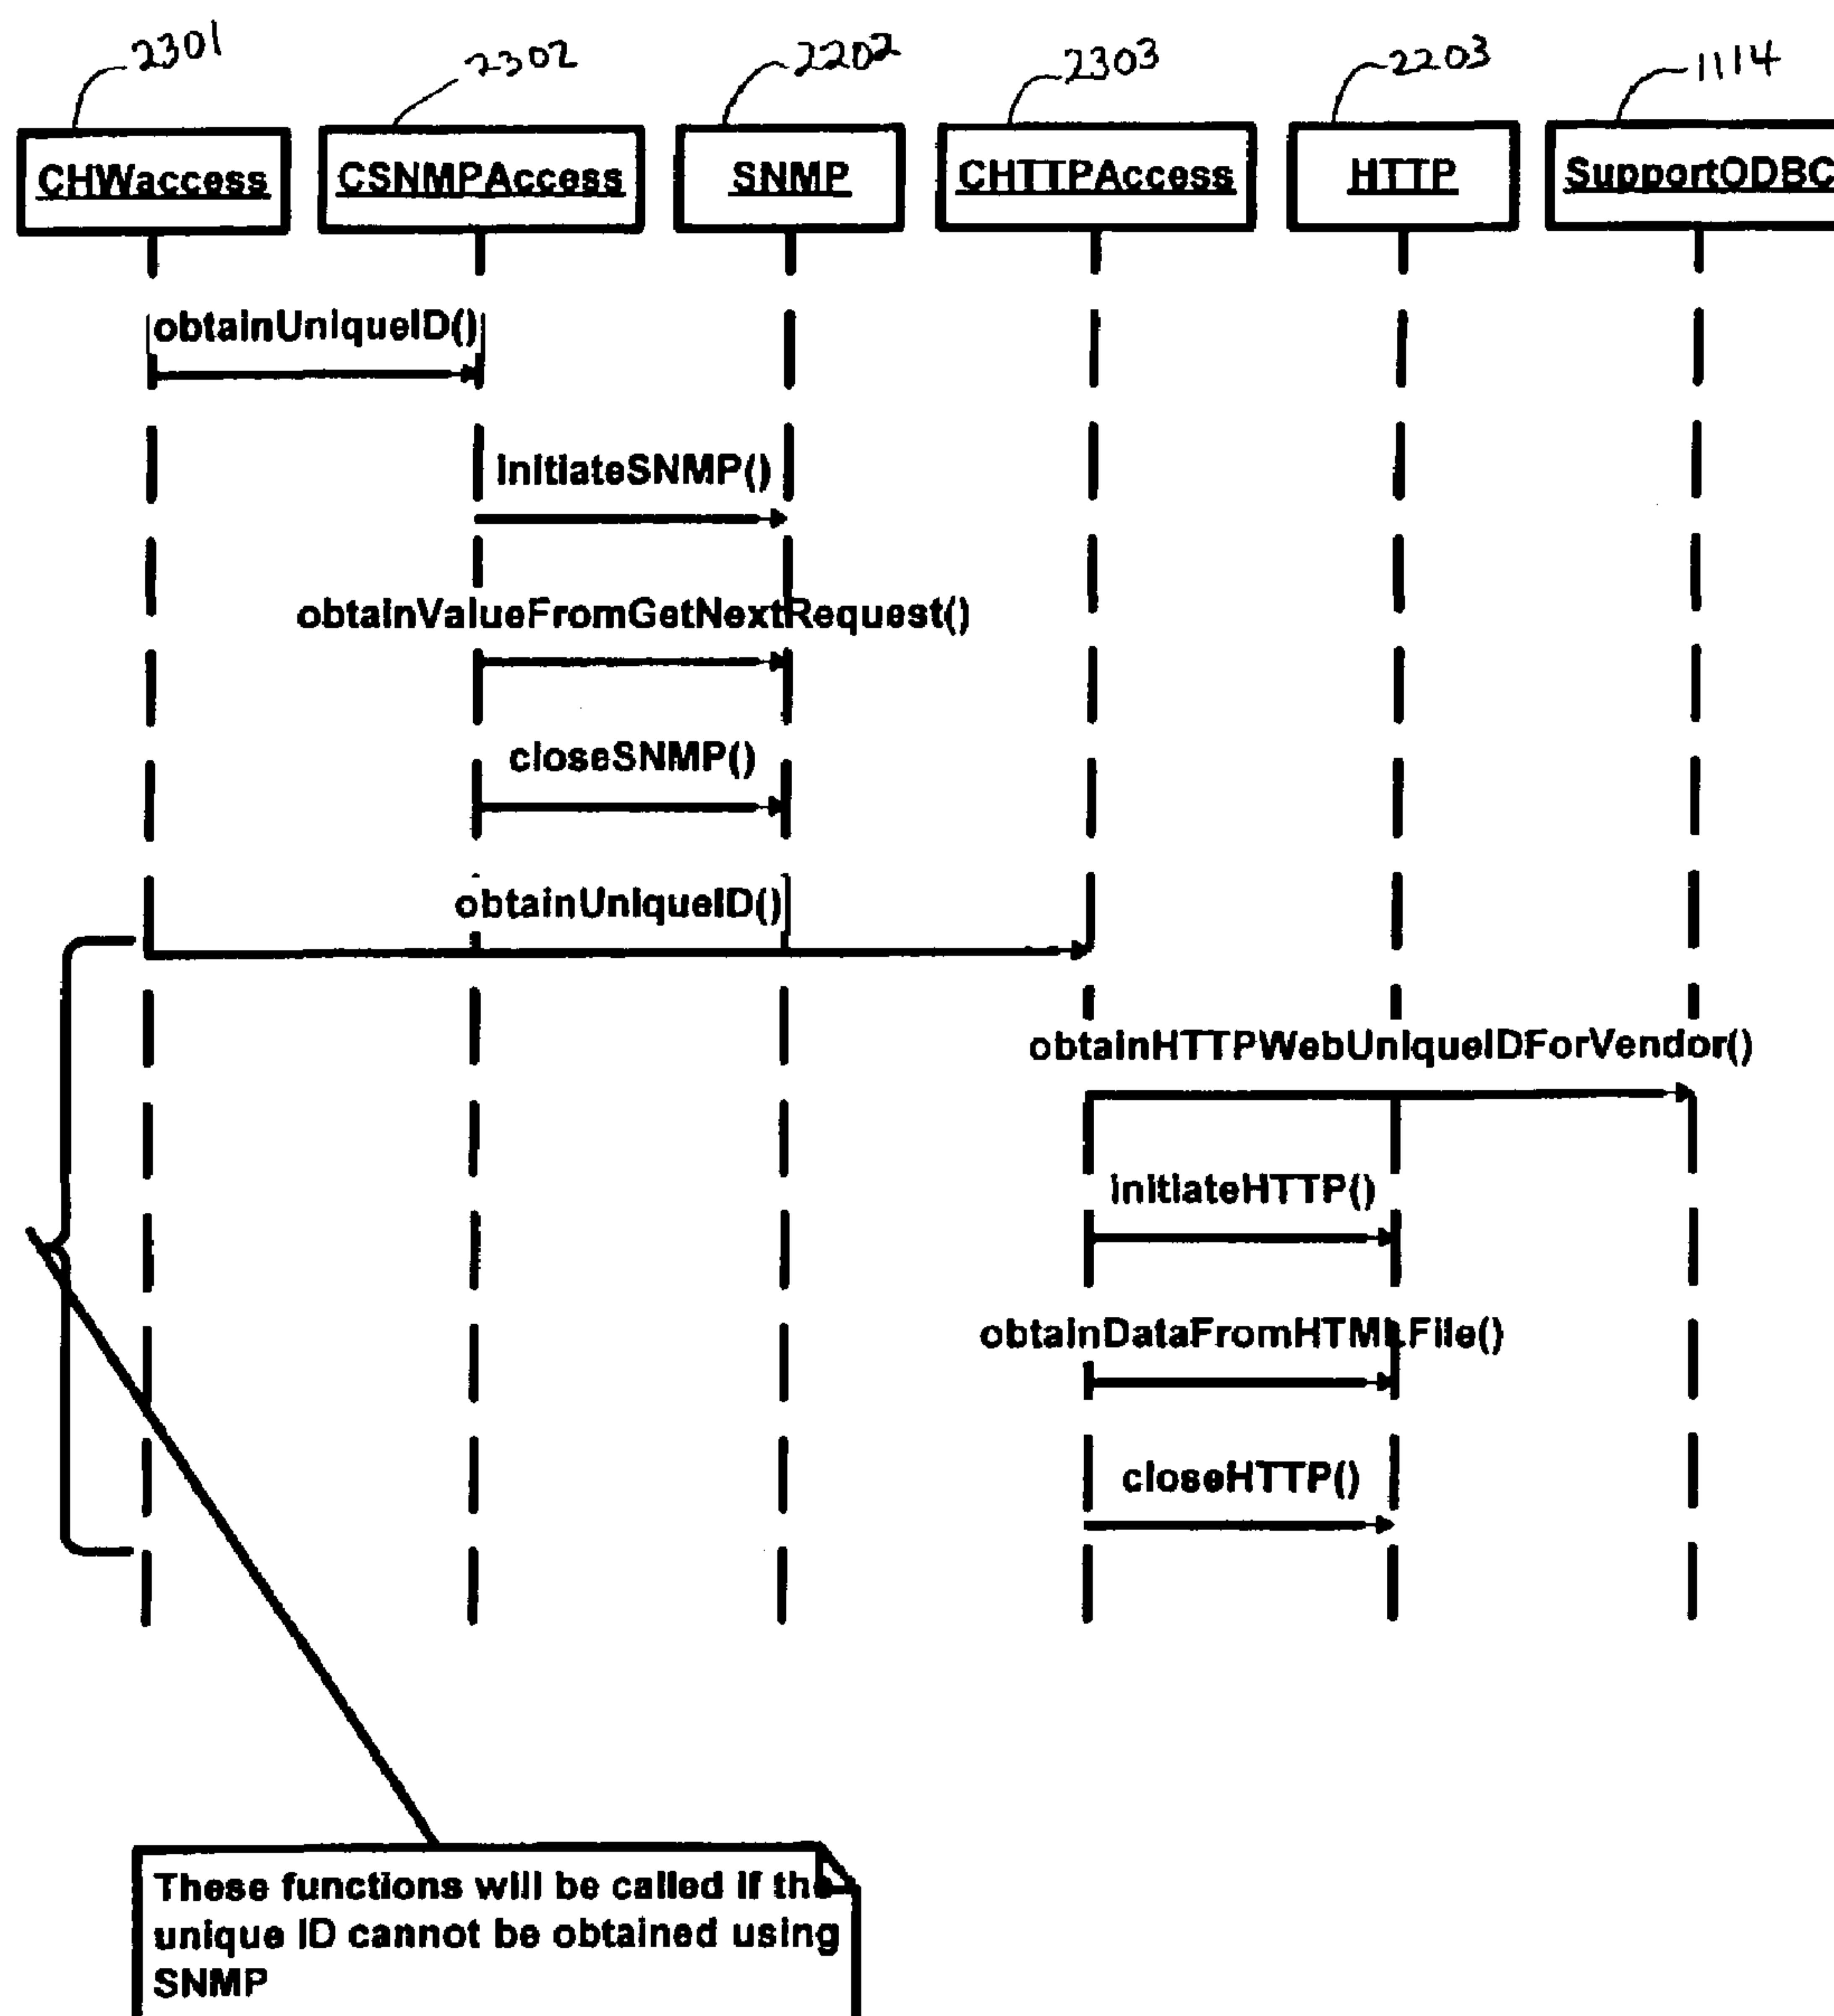 2301 2302 2202 2303 2203 1114
CHWaccess CSNMPAccess SNMP CHTTPAccess HTTP SupportODBC
obtainUniqueID()
initiateSNMP()
obtainValueFromGetNextRequest()
closeSNMP()
obtainUniqueID()
obtainHTTPWebUniqueIDForVendor()
initiateHTTP()
obtainDataFromHTMLFile()
closeHTTP()
These functions will be called if the
unique ID cannot be obtained using
SNMP